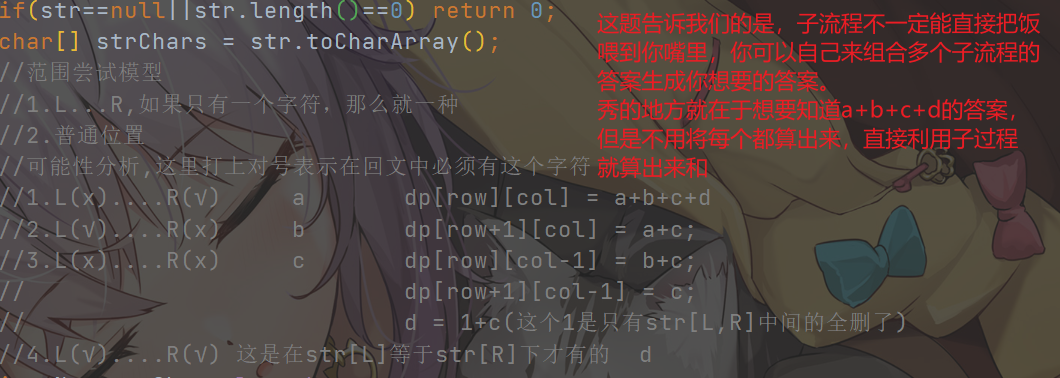 if(str==null||str.length()==0) return 0;
char[] strChars = str.toCharArray();
//范围尝试模型
//1.L...R,如果只有一个字符，那么就一种
//2.普通位置
//可能性分析,这里打上对号表示在回文中必须有这个字符
//1.L(x)....R(√) a dp[row][col] = a+b+c+d
//2.L(√)....R(x) b dp[row+1][col] = a+c;
//3.L(x)....R(x) c dp[row][col-1] = b+c;
// dp[row+1][col-1] = c;
// d = 1+c(这个1是只有str[L,R]中间的全删了)
//4.L(√)....R(√) 这是在str[L]等于str[R]下才有的 d
这题告诉我们的是，子流程不一定能直接把饭
喂到你嘴里，你可以自己来组合多个子流程的
答案生成你想要的答案。
秀的地方就在于想要知道a+b+c+d的答案，
但是不用将每个都算出来，直接利用子过程
就算出来和